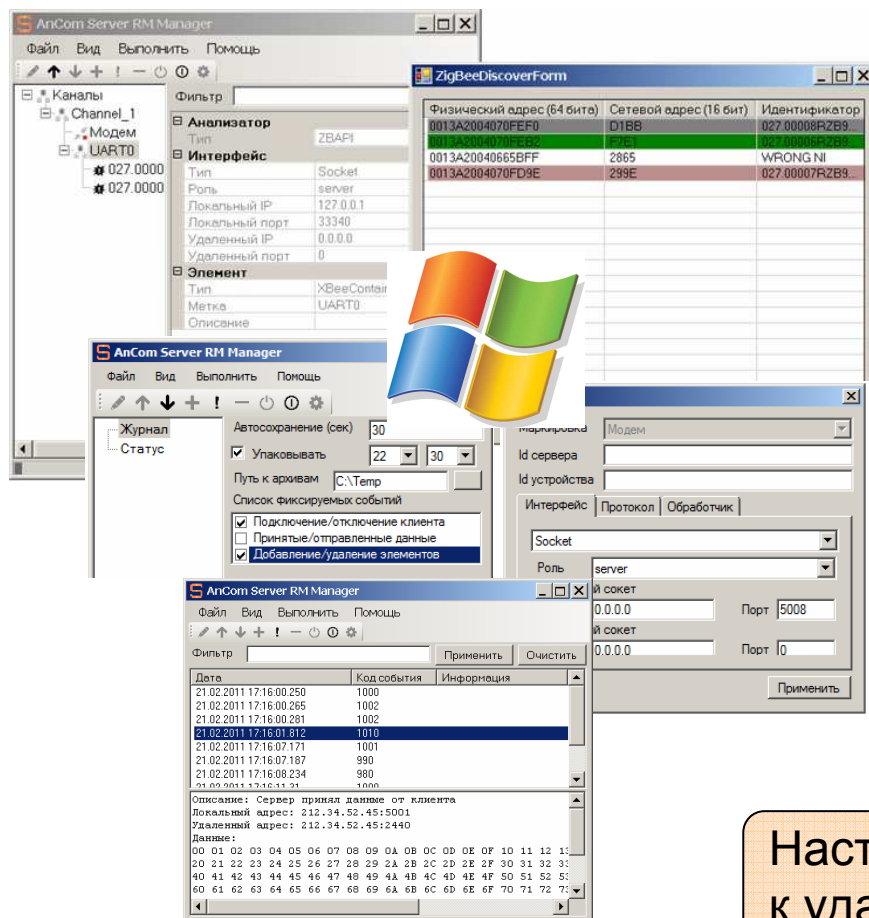 AnCom Server RM Manager
Файл Вид Выполнить Помощь
Каналы
Channel_1
Модем
UART0
027.0000
027.0000
Фильтр
Анализатор
Тип ZBAPI
Интерфейс
Тип Socket
Роль server
Локальный IP 127.0.0.1
Локальный порт 33340
Удаленный IP 0.0.0.0
Удаленный порт 0
Элемент
Тип XBeeContain
Метка UART0
Описание
ZigBeeDiscoverForm
Физический адрес (64 бита) Сетевой адрес (16 бит) Идентификатор
0013A2004070FEF0 D1BB 027.00008RZB9...
0013A2004070FEB2 F7E1 027.00006RZB9...
0013A20040665BFF 2865 WRONG NI
0013A2004070FD9E 299E 027.00007RZB9...
AnCom Server RM Manager
Файл Вид Выполнить Помощь
Журнал
Статус
Автосохранение (сек) 30
Упаковывать 22 30
Путь к архивам C:\Temp
Список фиксируемых событий
Подключение/отключение клиента
Принятые/отправленные данные
Добавление/удаление элементов
Маркировка Модем
Id сервера
Id устройства
Интерфейс Протокол Обработчик
Socket
Роль server
й сокет
0.0.0.0 Порт 5008
й сокет
0.0.0.0 Порт 0
Применить
AnCom Server RM Manager
Файл Вид Выполнить Помощь
Фильтр Применить Очистить
Дата Код события Информация
21.02.2011 17:16:00.250 1000
21.02.2011 17:16:00.265 1002
21.02.2011 17:16:00.281 1002
21.02.2011 17:16:01.812 1010
21.02.2011 17:16:07.171 1001
21.02.2011 17:16:07.187 990
21.02.2011 17:16:08.234 980
21.02.2011 17:16:11.31 1000
Описание: Сервер принял данные от клиента
Локальный адрес: 212.34.52.45:5001
Удаленный адрес: 212.34.52.45:2440
Данные:
00 01 02 03 04 05 06 07 08 09 0A 0B 0C 0D 0E 0F 10 11 12 13
20 21 22 23 24 25 26 27 28 29 2A 2B 2C 2D 2E 2F 30 31 32 33
40 41 42 43 44 45 46 47 48 49 4A 4B 4C 4D 4E 4F 50 51 52 53
60 61 62 63 64 65 66 67 68 69 6A 6B 6C 6D 6E 6F 70 71 72 73
Наст
к уда